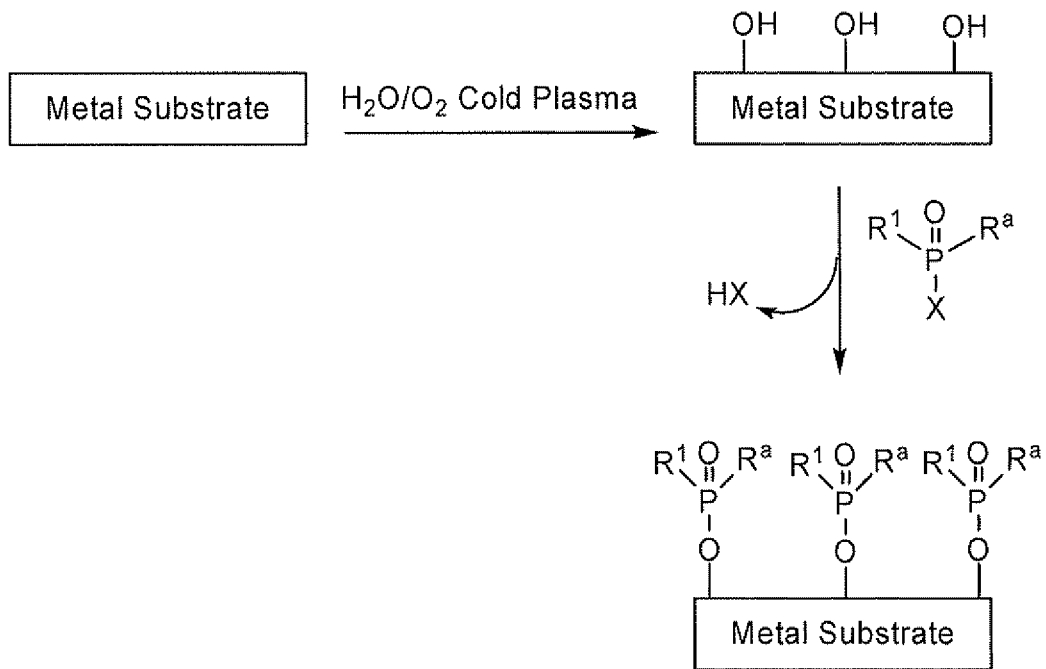 OH OH OH
Metal Substrate H₂O/O₂ Cold Plasma Metal Substrate
R¹ O Rᵃ
P
HX X
R¹ O Rᵃ R¹ O Rᵃ R¹ O Rᵃ
P P P
O O O
Metal Substrate